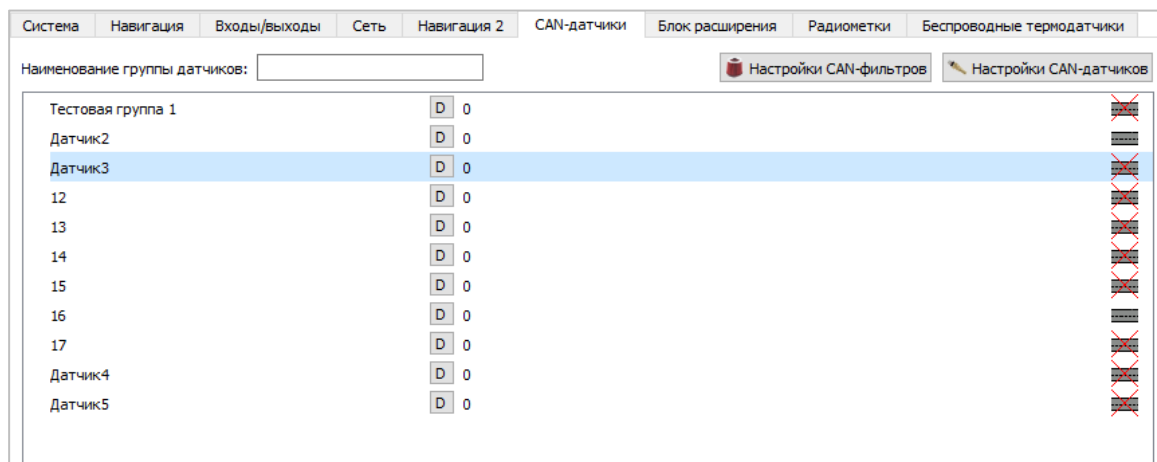 Система Навигация Входы/выходы Сеть Навигация 2 CAN-датчики Блок расширения Радиометки Беспроводные термодатчики
Наименование группы датчиков: Настройки CAN-фильтров Настройки CAN-датчиков
Тестовая группа 1 D 0
Датчик2 D 0
Датчик3 D 0
12 D 0
13 D 0
14 D 0
15 D 0
16 D 0
17 D 0
Датчик4 D 0
Датчик5 D 0